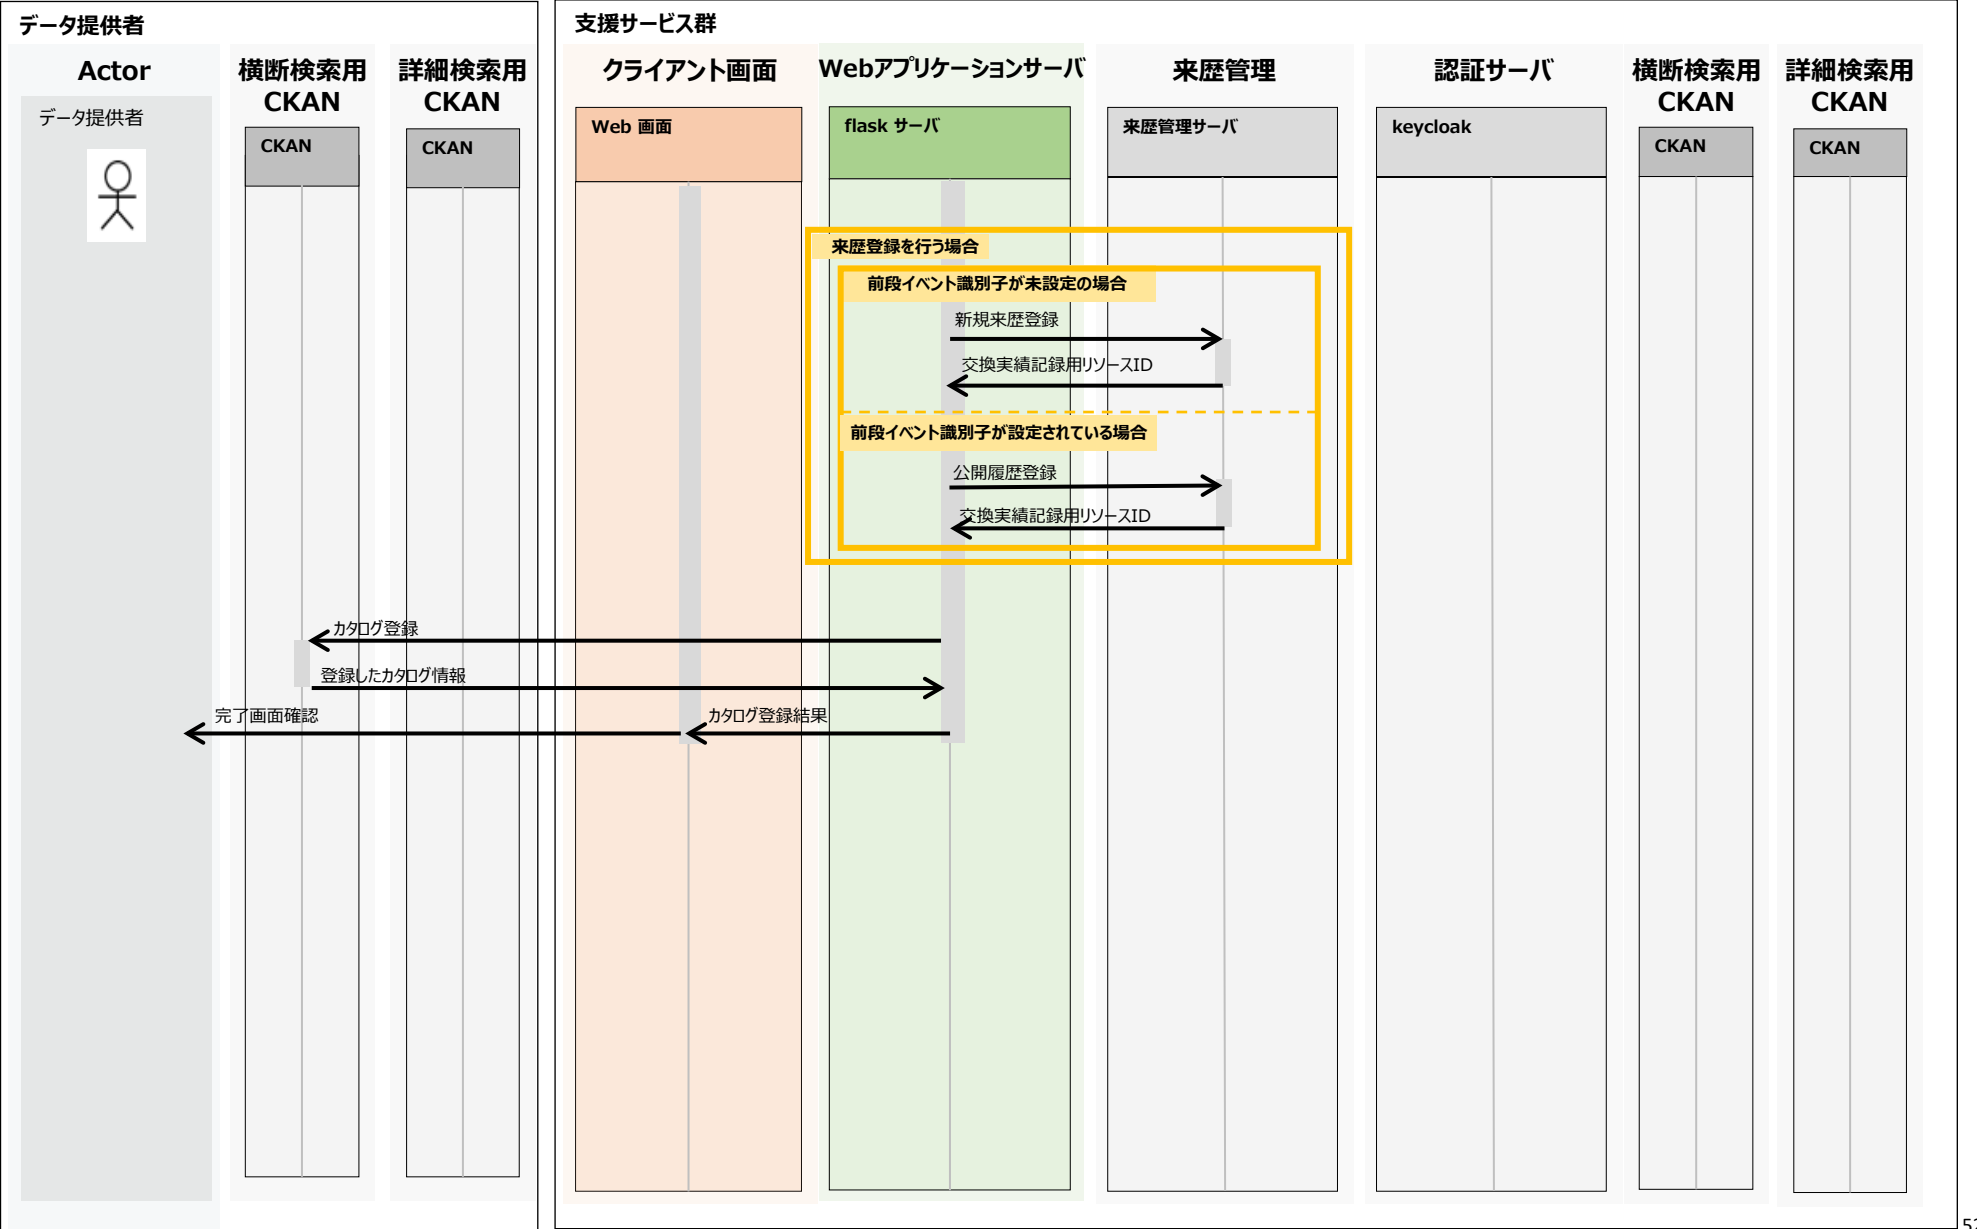 データ提供者
支援サービス群
Actor
横断検索用
CKAN
詳細検索用
CKAN
クライアント画面
Webアプリケーションサーバ
来歴管理
認証サーバ
横断検索用
CKAN
詳細検索用
CKAN
データ提供者
CKAN
CKAN
Web 画面
flask サーバ
来歴管理サーバ
keycloak
CKAN
CKAN
来歴登録を行う場合
前段イベント識別子が未設定の場合
新規来歴登録
交換実績記録用リソースID
前段イベント識別子が設定されている場合
公開履歴登録
交換実績記録用リソースID
カタログ登録
登録したカタログ情報
完了画面確認
カタログ登録結果